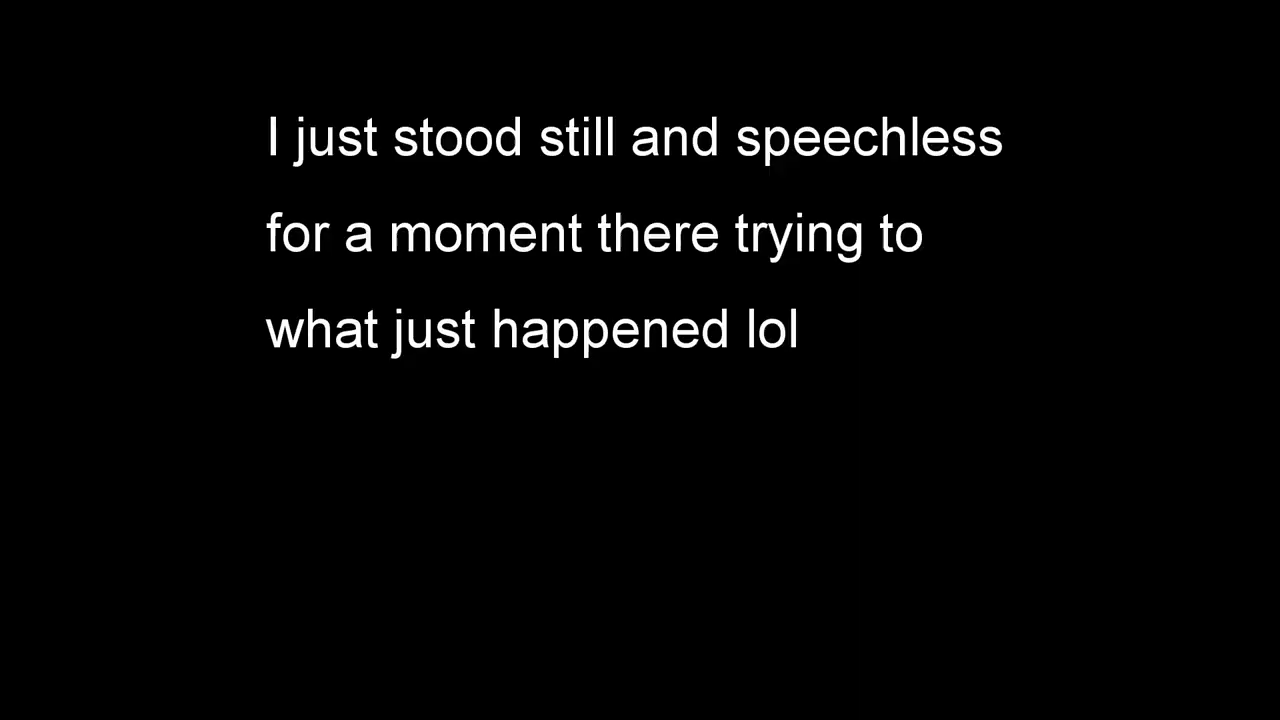 I just stood still and speechless
for a moment there trying to
what just happened lol